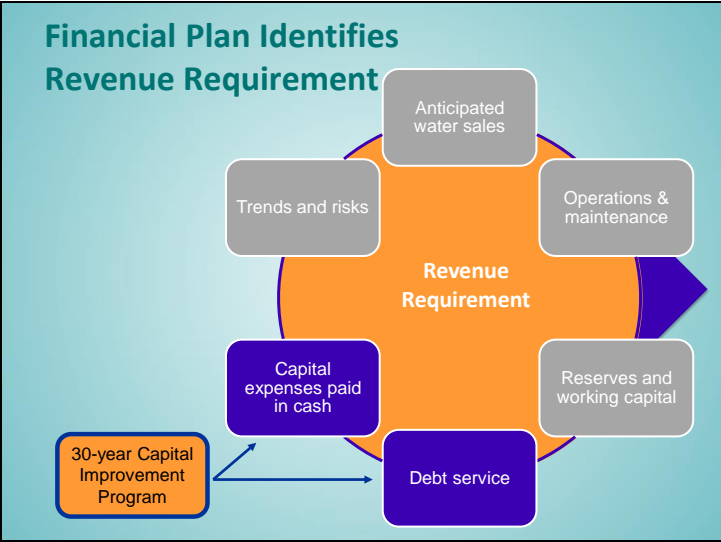 Financial Plan Identifies
Revenue Requirement
Anticipated
water sales
Trends and risks
Operations &
maintenance
Revenue
Requirement
Capital
expenses paid
in cash
Reserves and
working capital
30-year Capital
Improvement
Program
Debt service